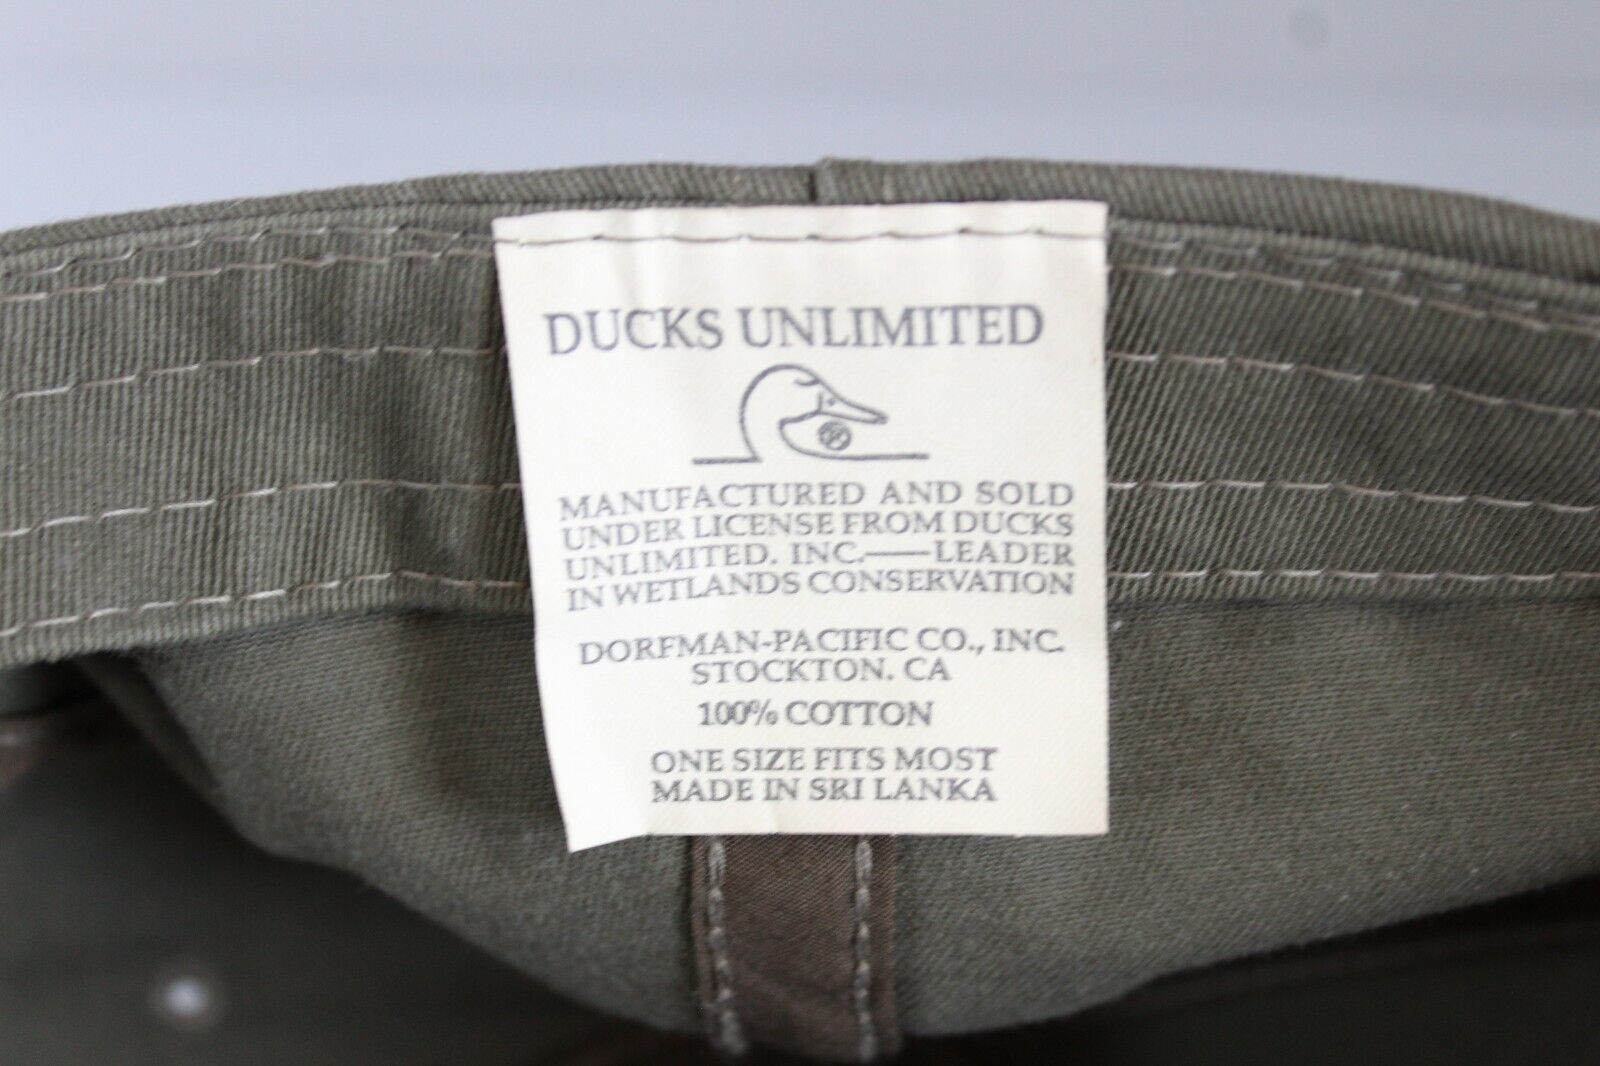 DUCKS UNLIMITED
MANUFACTURED AND SOLD
UNDER LICENSE FROM DUCKS
UNLIMITED. INC.——LEADER
IN WETLANDS CONSERVATION
DORFMAN-PACIFIC CO., INC.
STOCKTON. CA
100% COTTON
ONE SIZE FITS MOST
MADE IN SRI LANKA